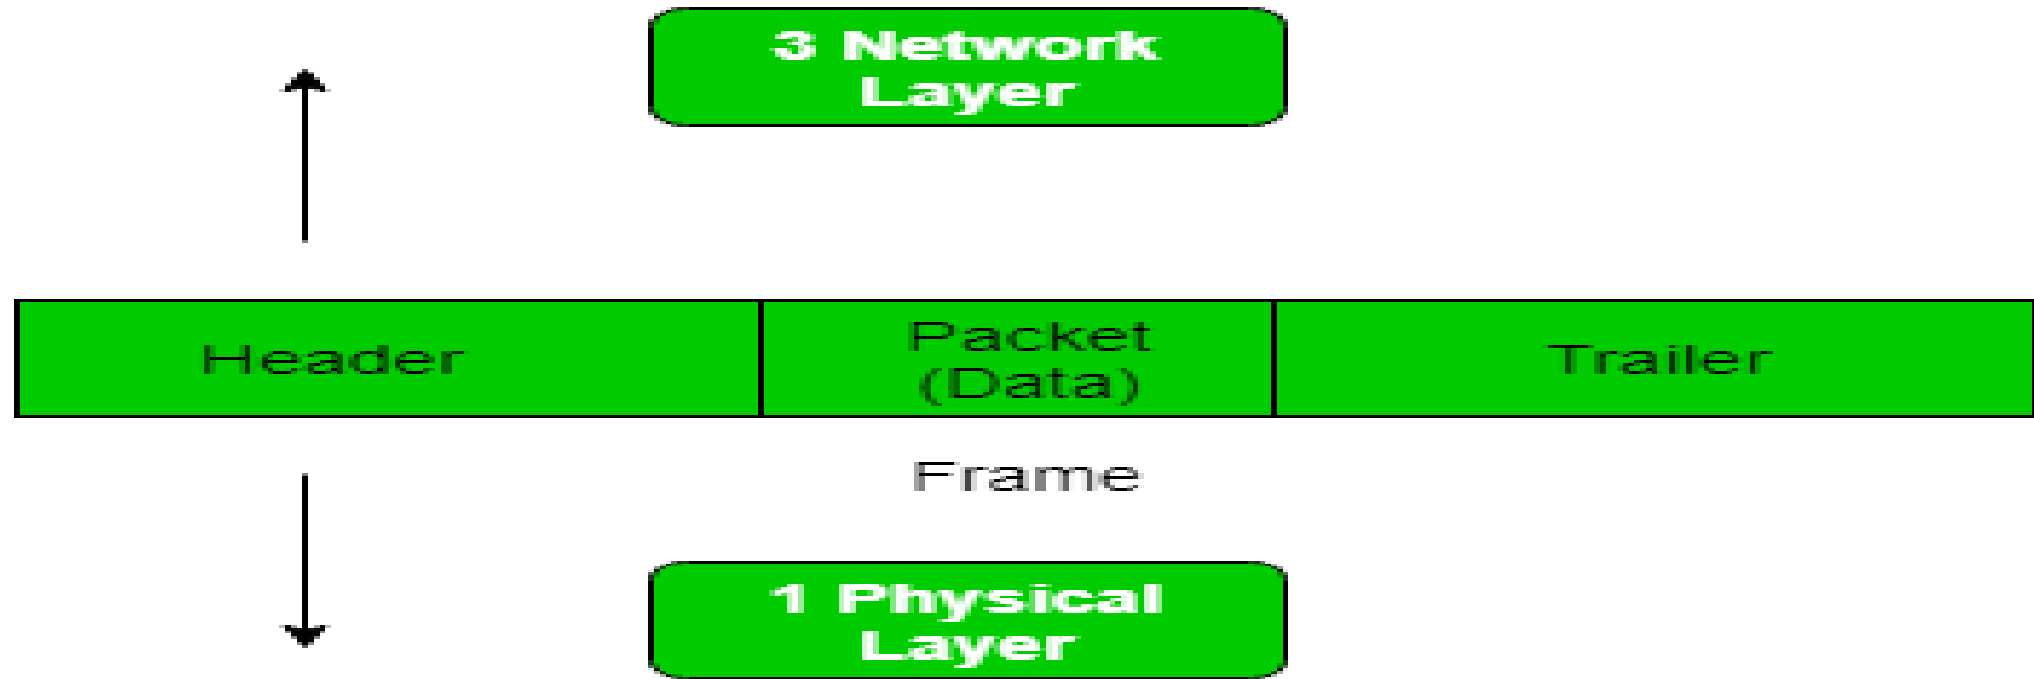 3 Network
Layer
Header
Packet
(Data)
Trailer
Frame
1 Physical
Layer